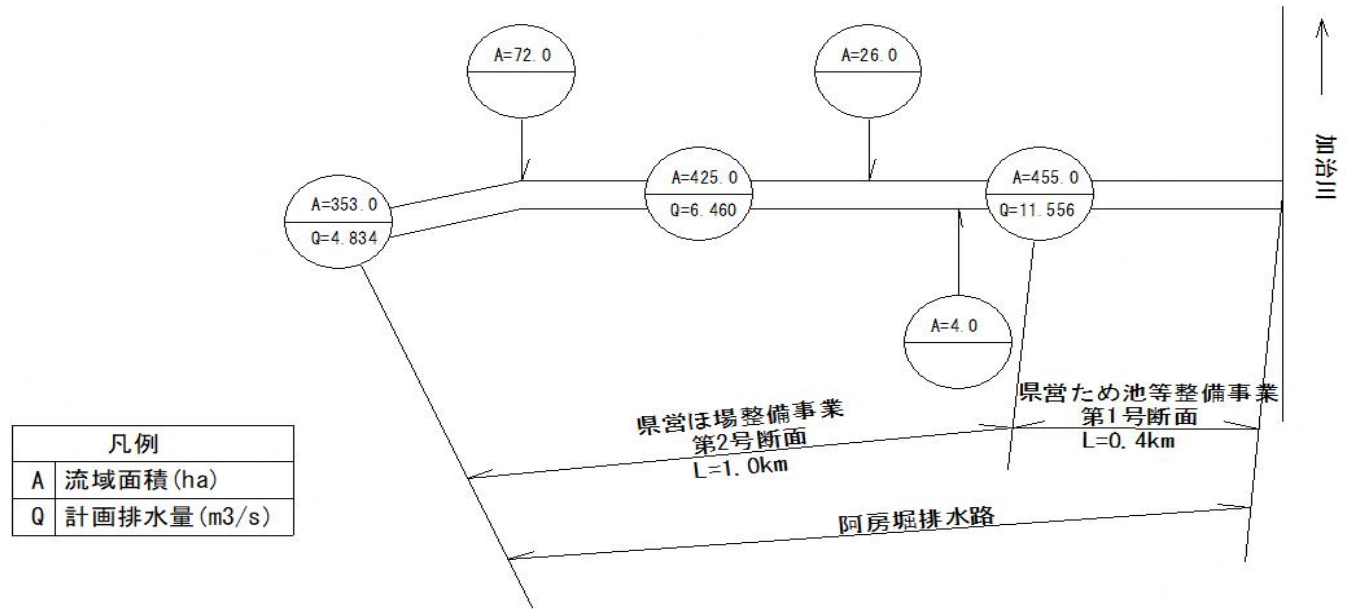 A=72.0
A=26.0
加治川
A=353.0
Q=4.834
A=425.0
Q=6.460
A=455.0
Q=11.556
A=4.0
県営ほ場整備事業
第2号断面
L=1.0km
県営ため池等整備事業
第1号断面
L=0.4km
阿房堀排水路
凡例
A 流域面積(ha)
Q 計画排水量(m3/s)